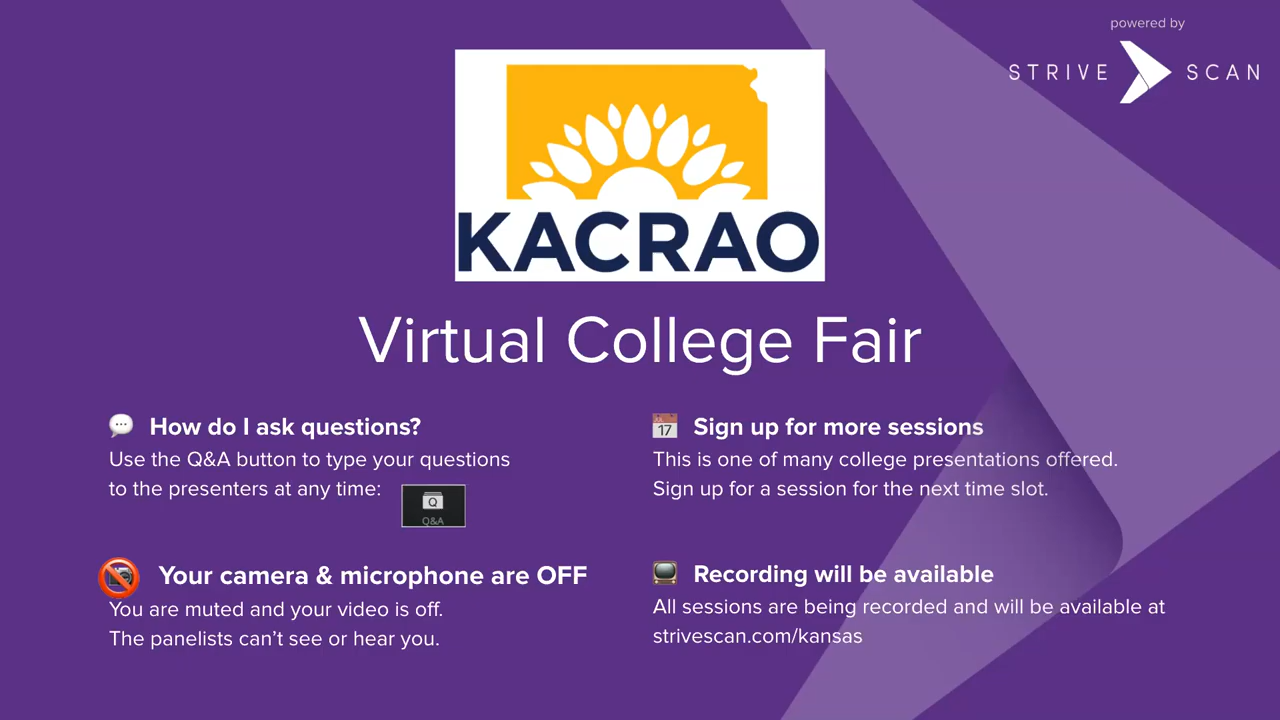 powered by
STRIVE SCAN
KACRAO
Virtual College Fair
How do I ask questions?
Use the Q&A button to type your questions
to the presenters at any time:
Q
Q&A
Your camera & microphone are OFF
You are muted and your video is off.
The panelists can’t see or hear you.
JUL
17
Sign up for more sessions
This is one of many college presentations offered.
Sign up for a session for the next time slot.
Recording will be available
All sessions are being recorded and will be available at
strivescan.com/kansas